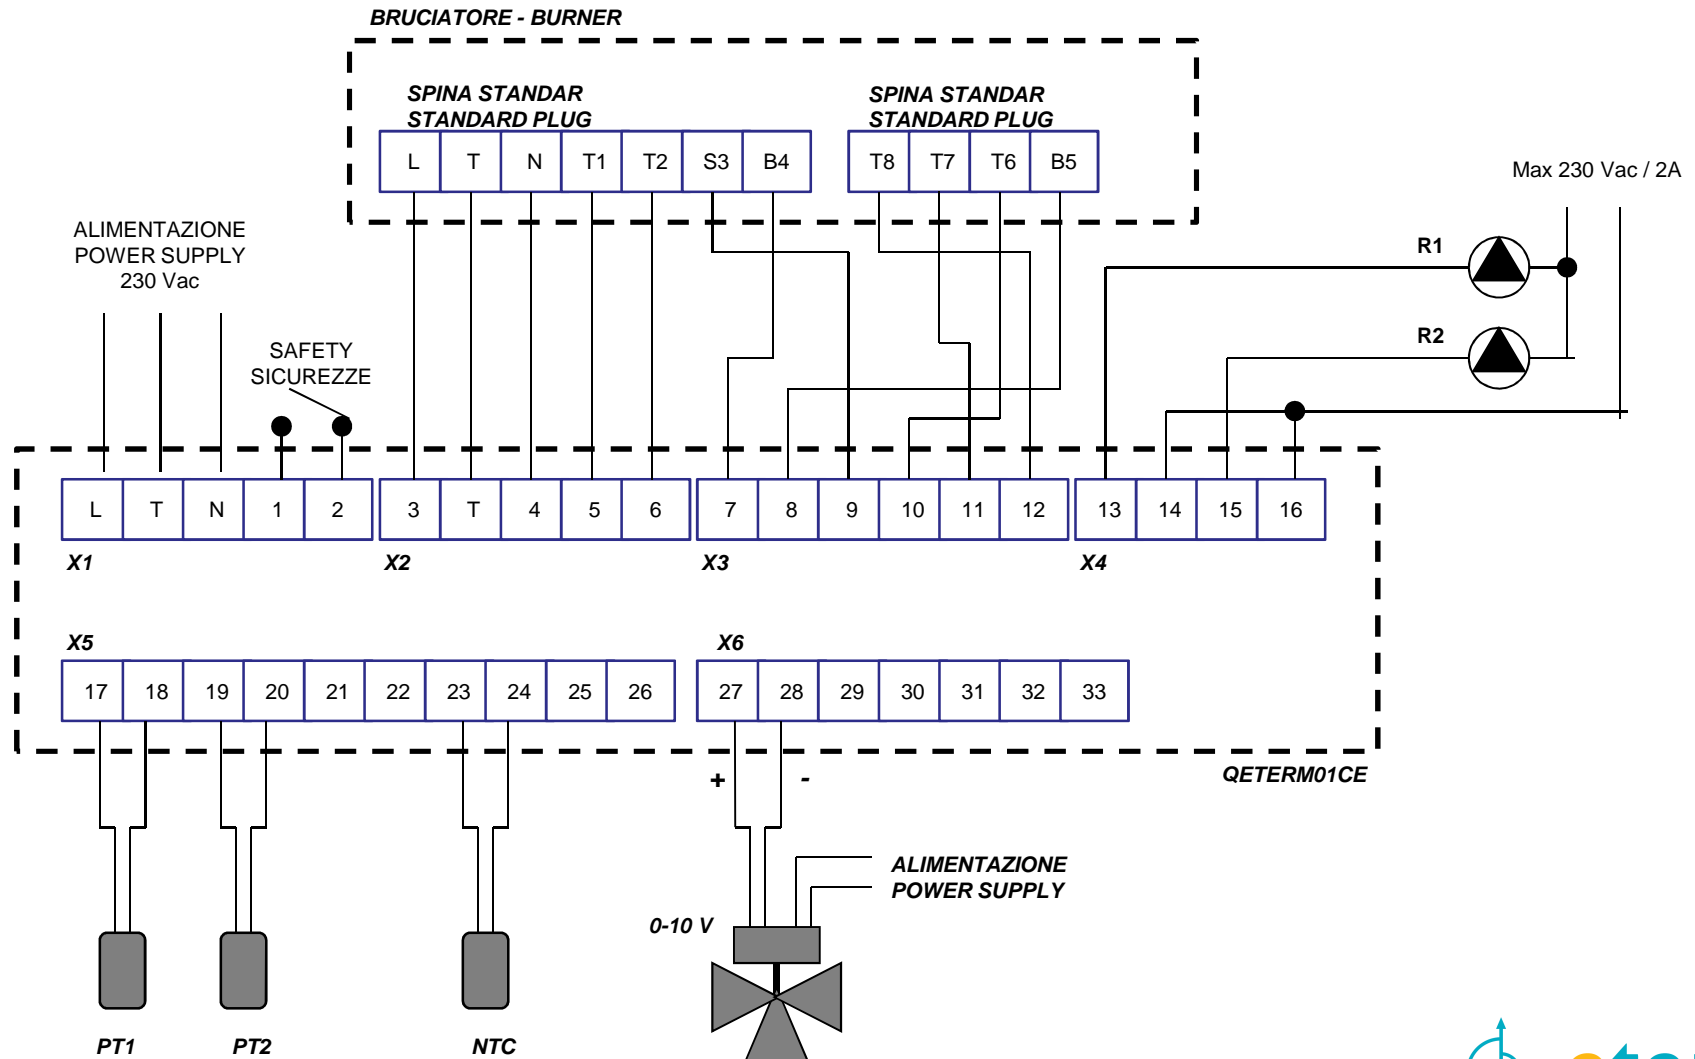 BRUCIATORE - BURNER
SPINA STANDAR
STANDARD PLUG
SPINA STANDAR
STANDARD PLUG
L T N T1 T2 S3 B4
T8 T7 T6 B5
Max 230 Vac / 2A
ALIMENTAZIONE
POWER SUPPLY
230 Vac
R1
R2
SAFETY
SICUREZZE
L T N 1 2 3 T 4 5 6 7 8 9 10 11 12 13 14 15 16
X1 X2 X3 X4
X5 X6
17 18 19 20 21 22 23 24 25 26 27 28 29 30 31 32 33
QETERM01CE
+ -
ALIMENTAZIONE
POWER SUPPLY
0-10 V
PT1 PT2 NTC